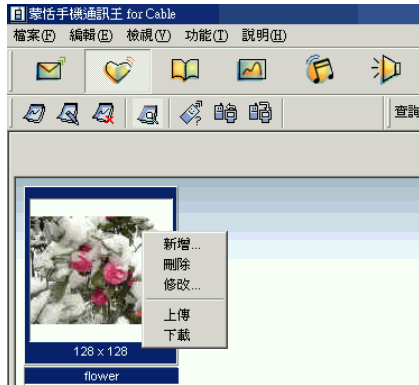 蒙恬手機通訊王 for Cable
檔案(F) 編輯(E) 檢視(V) 功能(T) 說明(H)
查詢
新增...
刪除
修改...
上傳
下載
128 x 128
flower